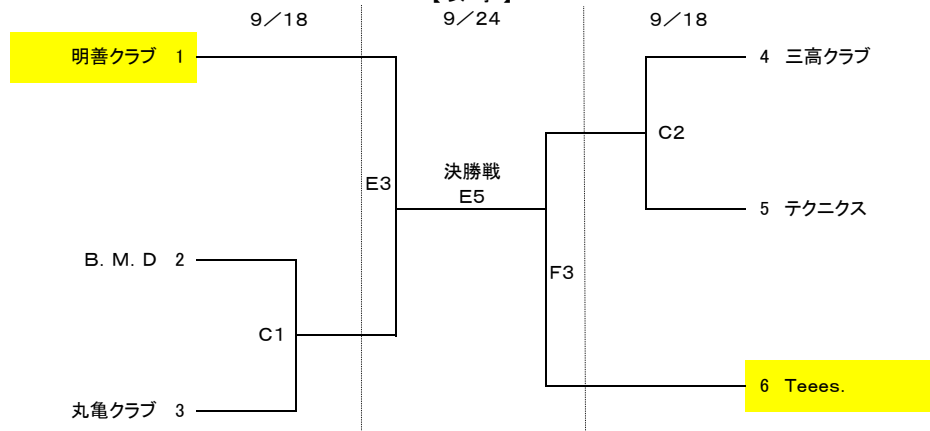 9／18
9／24
9／18
明善クラブ 1
4 三高クラブ
C2
決勝戦
E3
E5
5 テクニクス
B．M．D 2
F3
C1
6 Teees.
丸亀クラブ 3